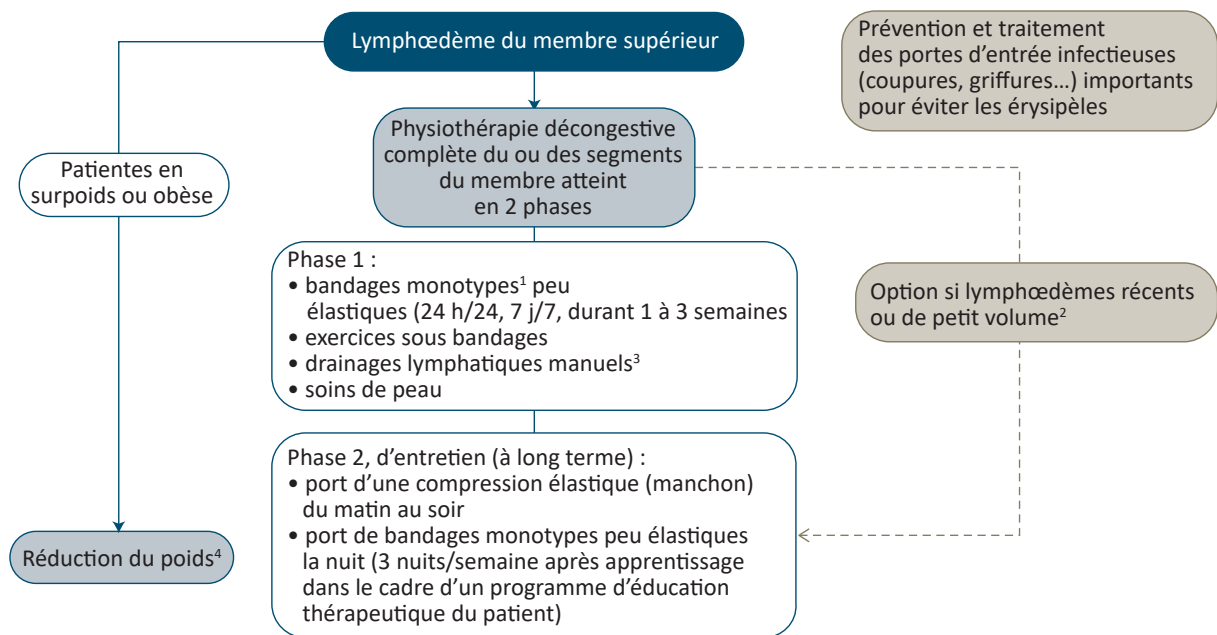 Lymphœdème du membre supérieur
Prévention et traitement
des portes d'entrée infectieuses
(coupures, griffures…) importants
pour éviter les érysipèles
Physiothérapie décongestive
complète du ou des segments
du membre atteint
en 2 phases
Patientes en
surpoids ou obèse
Phase 1 :
• bandages monotypes¹ peu
élastiques (24 h/24, 7 j/7, durant 1 à 3 semaines
• exercices sous bandages
• drainages lymphatiques manuels³
• soins de peau
Option si lymphœdèmes récents
ou de petit volume²
Phase 2, d'entretien (à long terme) :
• port d'une compression élastique (manchon)
du matin au soir
• port de bandages monotypes peu élastiques
la nuit (3 nuits/semaine après apprentissage
dans le cadre d'un programme d'éducation
thérapeutique du patient)
Réduction du poids⁴